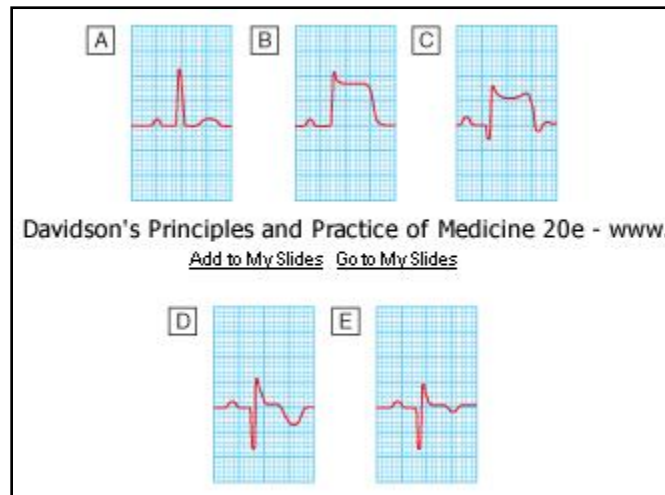 A B C
Davidson's Principles and Practice of Medicine 20e - www.
Add to My Slides Go to My Slides
D E